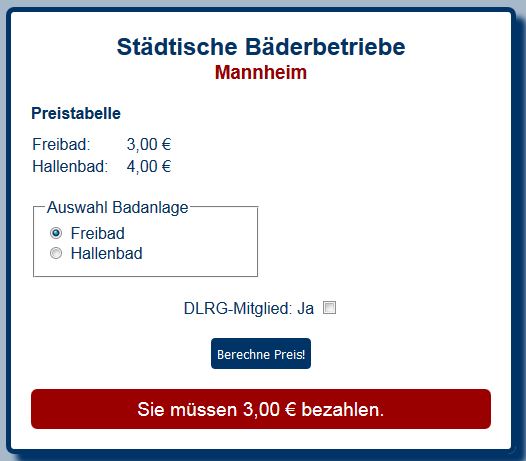 Städtische Bäderbetriebe
Mannheim
Preistabelle
Freibad: 3,00 €
Hallenbad: 4,00 €
Auswahl Badanlage
Freibad
Hallenbad
DLRG-Mitglied: Ja
Berechne Preis!
Sie müssen 3,00 € bezahlen.